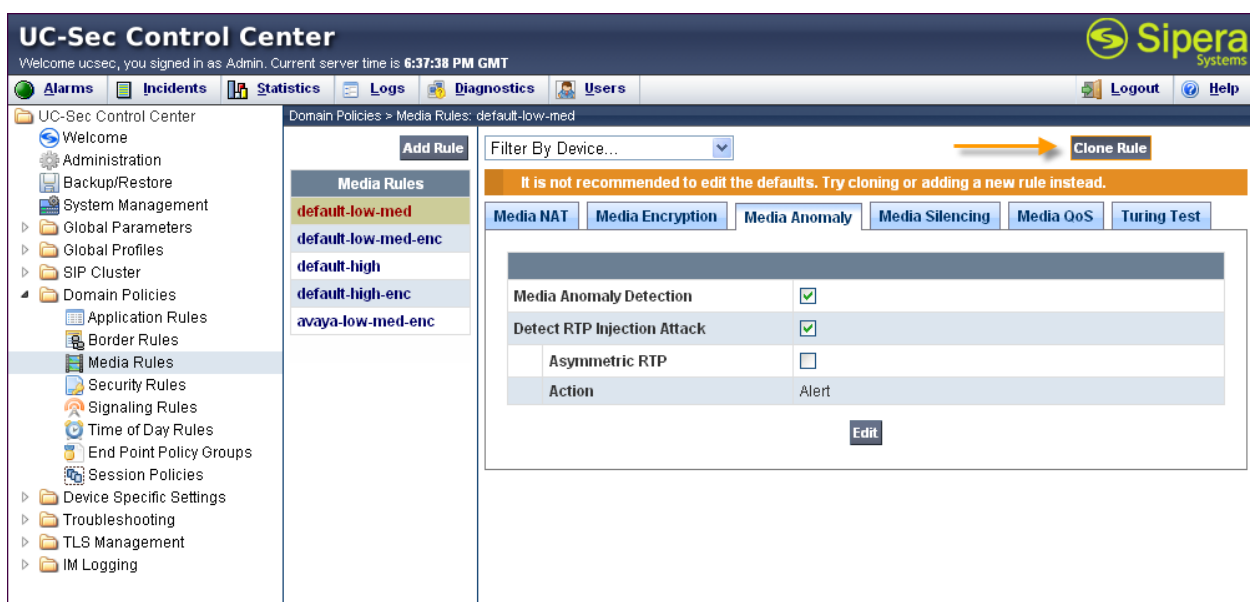 UC-Sec Control Center
Welcome ucsec, you signed in as Admin. Current server time is 6:37:38 PM GMT
Sipera
Systems
Alarms Incidents Statistics Logs Diagnostics Users Logout Help
UC-Sec Control Center
Welcome
Administration
Backup/Restore
System Management
Global Parameters
Global Profiles
SIP Cluster
Domain Policies
Application Rules
Border Rules
Media Rules
Security Rules
Signaling Rules
Time of Day Rules
End Point Policy Groups
Session Policies
Device Specific Settings
Troubleshooting
TLS Management
IM Logging
Domain Policies > Media Rules: default-low-med
Add Rule
Media Rules
default-low-med
default-low-med-enc
default-high
default-high-enc
avaya-low-med-enc
Filter By Device...
Clone Rule
It is not recommended to edit the defaults. Try cloning or adding a new rule instead.
Media NAT Media Encryption Media Anomaly Media Silencing Media QoS Turing Test
Media Anomaly Detection
Detect RTP Injection Attack
Asymmetric RTP
Action Alert
Edit